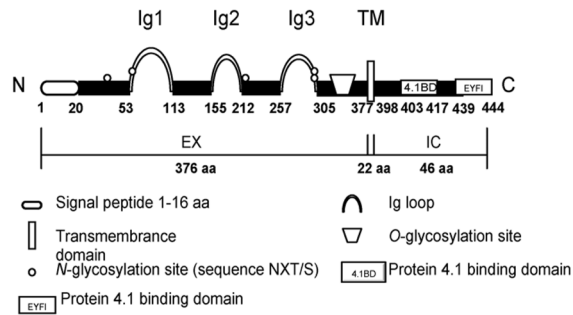 Ig1 Ig2 Ig3 TM
N 4.1BD EYFI C
1 20 53 113 155 212 257 305 377 398 403 417 439 444
EX IC
376 aa 22 aa 46 aa
Signal peptide 1-16 aa
Ig loop
Transmembrance
domain
O-glycosylation site
N-glycosylation site (sequence NXT/S)
4.1BD Protein 4.1 binding domain
EYFI Protein 4.1 binding domain